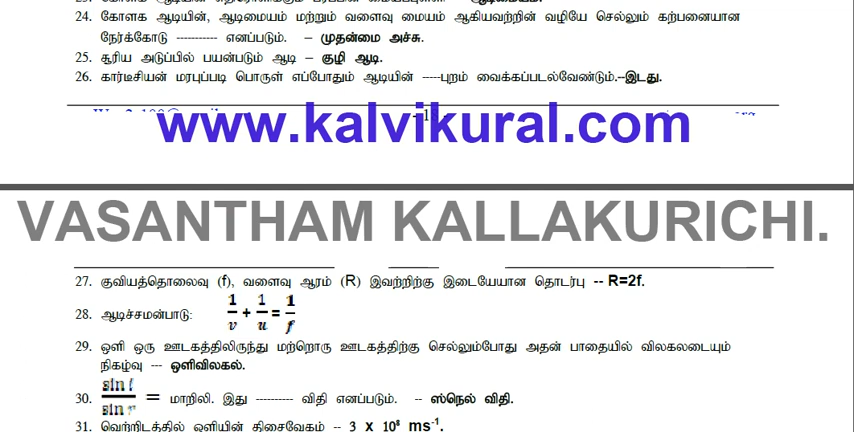 24. கோளக ஆடியின், ஆடிமையம் மற்றும் வளைவு மையம் ஆகியவற்றின் வழியே செல்லும் கற்பனையான
நேர்க்கோடு ----------- எனப்படும். – முதன்மை அச்சு.
25. சூரிய அடுப்பில் பயன்படும் ஆடி – குழி ஆடி.
26. கார்டீசியன் மரபுப்படி பொருள் எப்போதும் ஆடியின் -----புறம் வைக்கப்படல்வேண்டும்.--இடது.
www.kalvikural.com
VASANTHAM KALLAKURICHI.
27. குவியத்தொலைவு (f), வளைவு ஆரம் (R) இவற்றிற்கு இடையேயான தொடர்பு -- R=2f.
28. ஆடிச்சமன்பாடு: 1/v + 1/u = 1/f
29. ஒளி ஒரு ஊடகத்திலிருந்து மற்றொரு ஊடகத்திற்கு செல்லும்போது அதன் பாதையில் விலகலடையும்
நிகழ்வு --- ஒளிவிலகல்.
30. sin i/sin r = மாறிலி. இது ---------- விதி எனப்படும். -- ஸ்நெல் விதி.
31. வெற்றிடத்தில் ஒளியின் திசைவேகம் -- 3 x 10⁸ ms⁻¹.